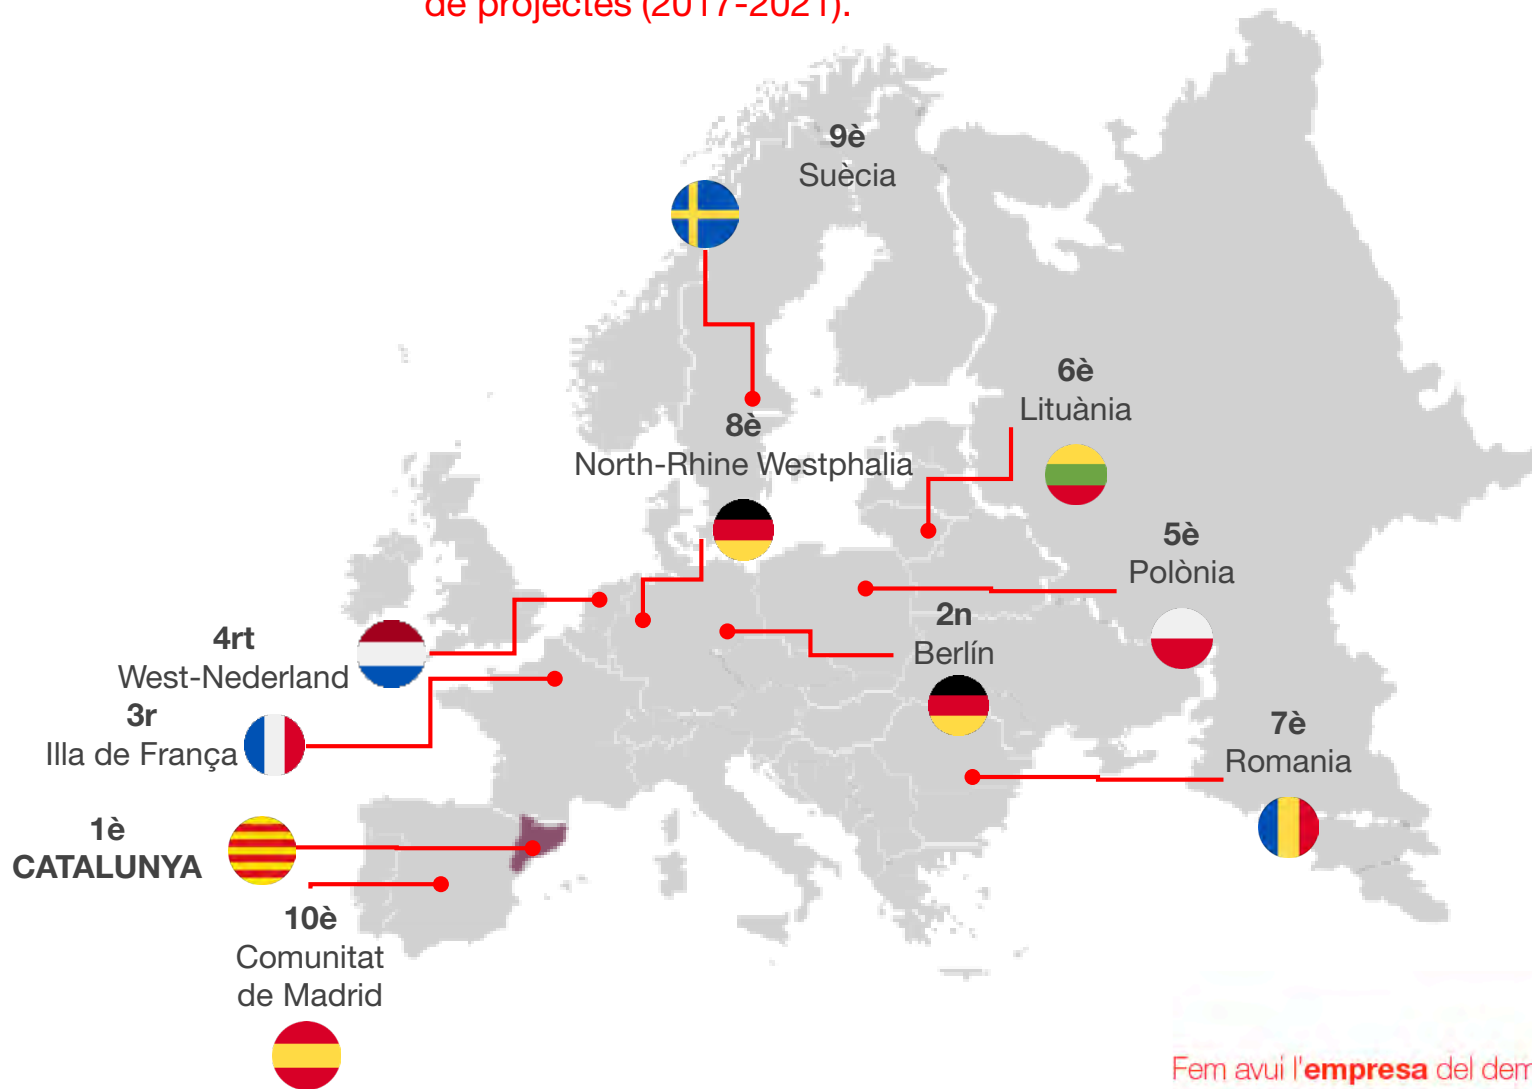 de projectes (2017-2021).
9è
Suècia
6è
Lituània
8è
North-Rhine Westphalia
5è
Polònia
2n
Berlín
4rt
West-Nederland
3r
Illa de França
7è
Romania
1è
CATALUNYA
10è
Comunitat
de Madrid
Fem avui l'empresa del dem